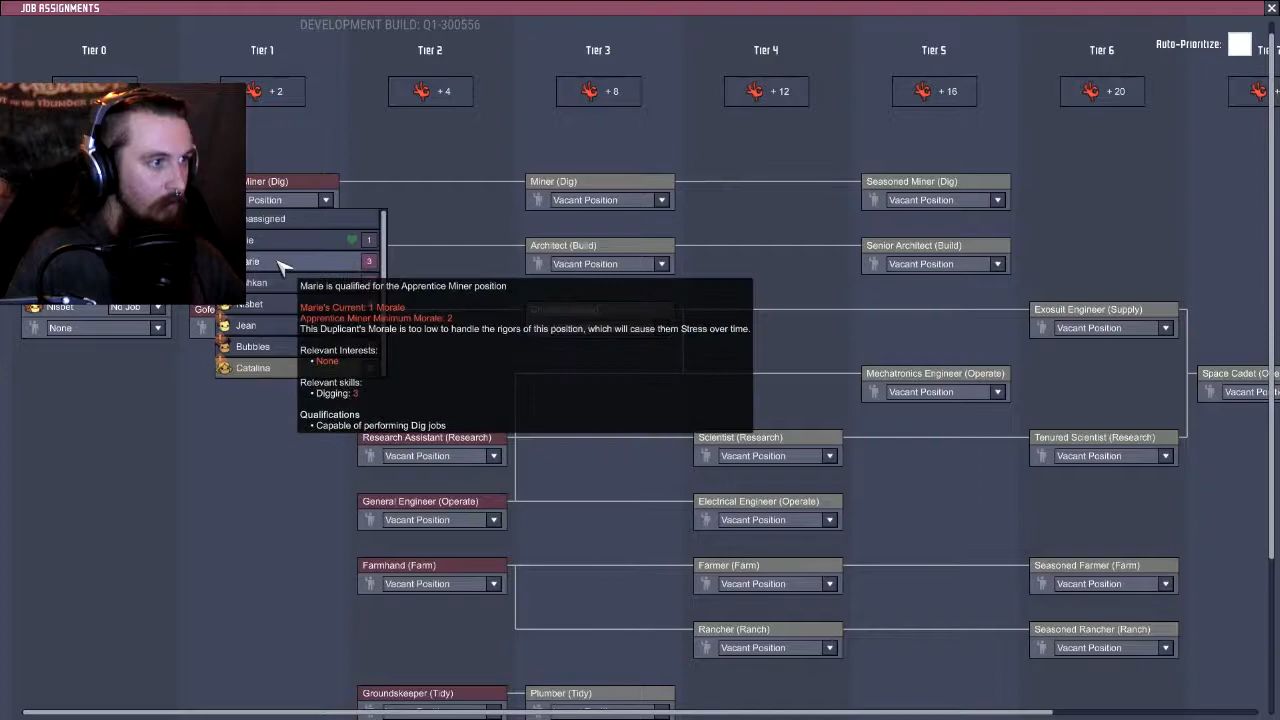 JOB ASSIGNMENTS
DEVELOPMENT BUILD: Q1-300556
Tier 0
Tier 1
Tier 2
Tier 3
Tier 4
Tier 5
Tier 6
Auto-Prioritize:
+ 2
+ 4
+ 8
+ 12
+ 16
+ 20
+
Miner (Dig)
Position
Miner (Dig)
Vacant Position
Seasoned Miner (Dig)
Vacant Position
1
3
Nisbet
Jean
Bubbles
Catalina
Architect (Build)
Vacant Position
Senior Architect (Build)
Vacant Position
Nisbet
No Job
None
Marie is qualified for the Apprentice Miner position
Marie's Current: 1 Morale
Apprentice Miner Minimum Morale: 2
This Duplicant's Morale is too low to handle the rigors of this position, which will cause them Stress over time.
Relevant Interests:
• None
Relevant skills:
• Digging: 3
Qualifications
• Capable of performing Dig jobs
Exosuit Engineer (Supply)
Vacant Position
Mechatronics Engineer (Operate)
Vacant Position
Space Cadet
Research Assistant (Research)
Vacant Position
Scientist (Research)
Vacant Position
Tenured Scientist (Research)
Vacant Position
General Engineer (Operate)
Vacant Position
Electrical Engineer (Operate)
Vacant Position
Farmhand (Farm)
Vacant Position
Farmer (Farm)
Vacant Position
Seasoned Farmer (Farm)
Vacant Position
Rancher (Ranch)
Vacant Position
Seasoned Rancher (Ranch)
Vacant Position
Groundskeeper (Tidy)
Plumber (Tidy)